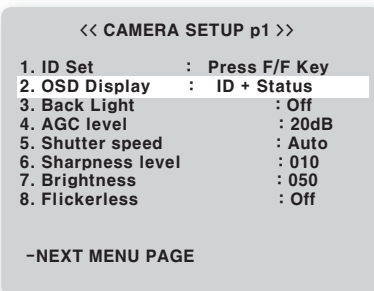 << CAMERA SETUP p1 >>
1. ID Set : Press F/F Key
2. OSD Display : ID + Status
3. Back Light : Off
4. AGC level : 20dB
5. Shutter speed : Auto
6. Sharpness level : 010
7. Brightness : 050
8. Flickerless : Off
-NEXT MENU PAGE